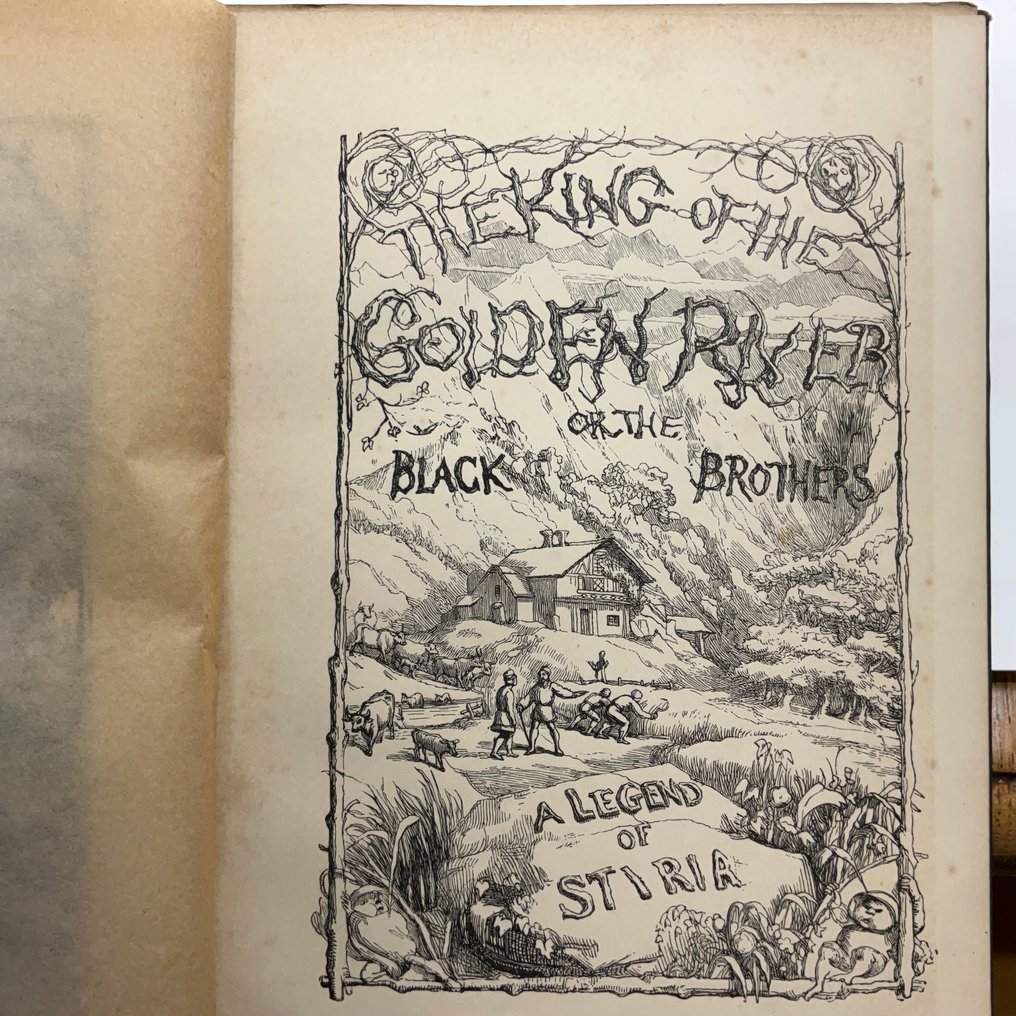 THE KING OF THE
GOLDEN RIVER
OR THE
BLACK BROTHERS
A LEGEND
OF
STIRIA